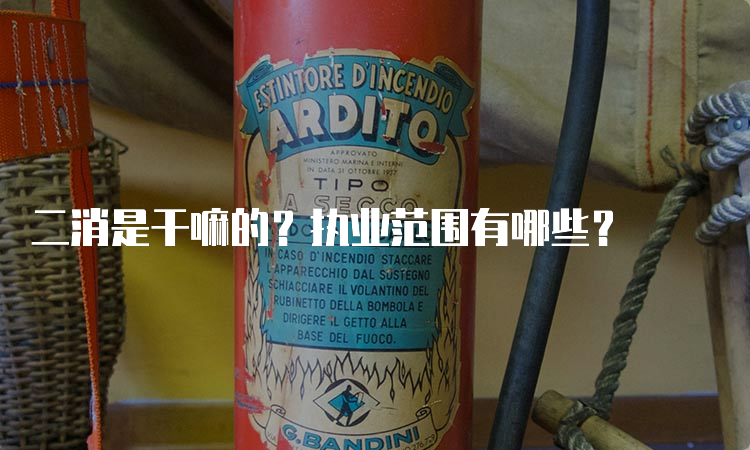 ESTINTORE D'INCENDIO
ARDITO
APPROVATO
MINISTERO MARINA E INTERNI
IN DATA 31 OTTOBRE 1927
TIPO
A SECCO
二消是干嘛的？执业范围有哪些？
IN CASO D'INCENDIO STACCARE
L'APPARECCHIO DAL SOSTEGNO
SCHIACCIARE IL VOLANTINO DEL
RUBINETTO DELLA BOMBOLA E
DIRIGERE IL GETTO ALLA
BASE DEL FUOCO.
G. BANDINI